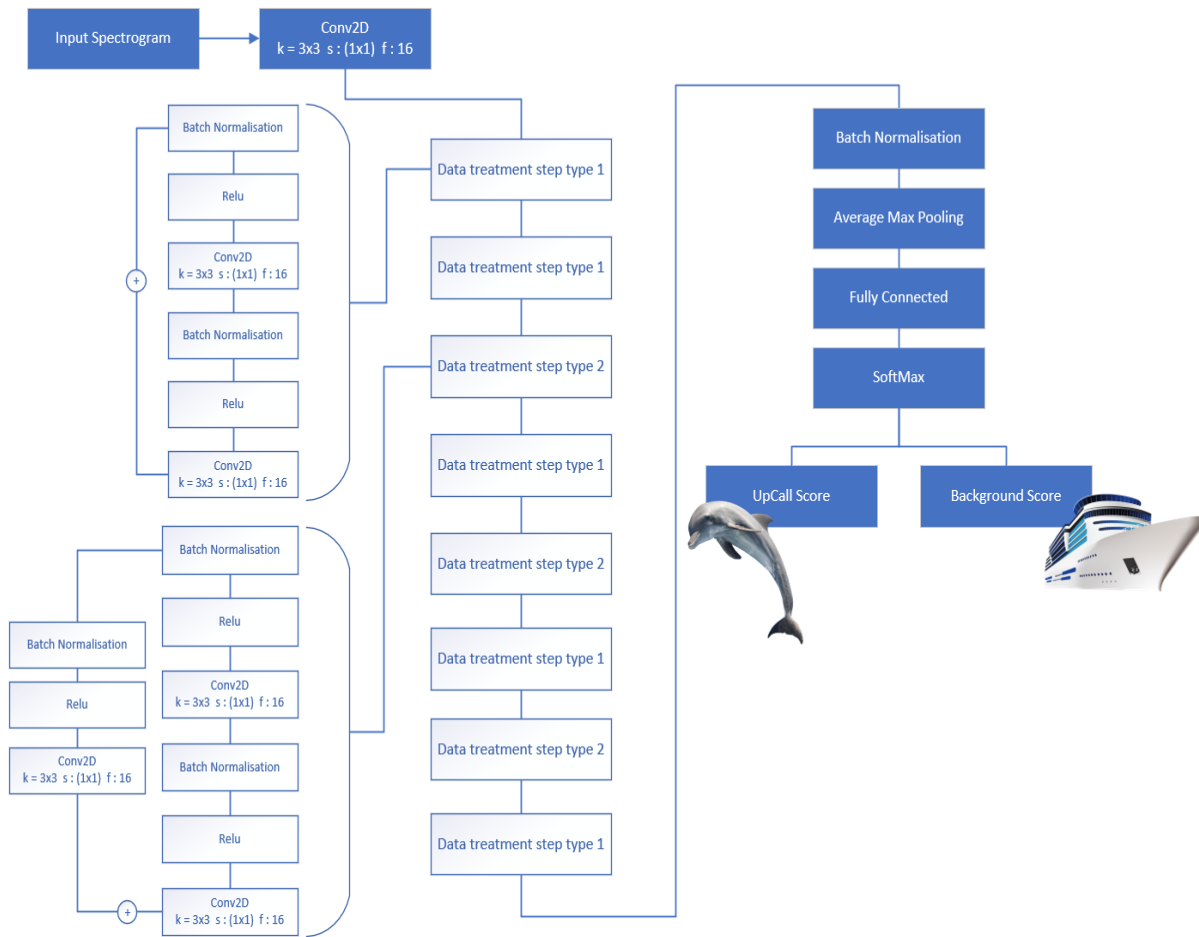 Input Spectrogram
Conv2D
k = 3x3 s : (1x1) f : 16
Batch Normalisation
Relu
Conv2D
k = 3x3 s : (1x1) f : 16
Batch Normalisation
Relu
Conv2D
k = 3x3 s : (1x1) f : 16
+
Batch Normalisation
Relu
Conv2D
k = 3x3 s : (1x1) f : 16
Batch Normalisation
Relu
Conv2D
k = 3x3 s : (1x1) f : 16
Batch Normalisation
Relu
Conv2D
k = 3x3 s : (1x1) f : 16
+
Data treatment step type 1
Data treatment step type 1
Data treatment step type 2
Data treatment step type 1
Data treatment step type 2
Data treatment step type 1
Data treatment step type 2
Data treatment step type 1
Batch Normalisation
Average Max Pooling
Fully Connected
SoftMax
UpCall Score
Background Score